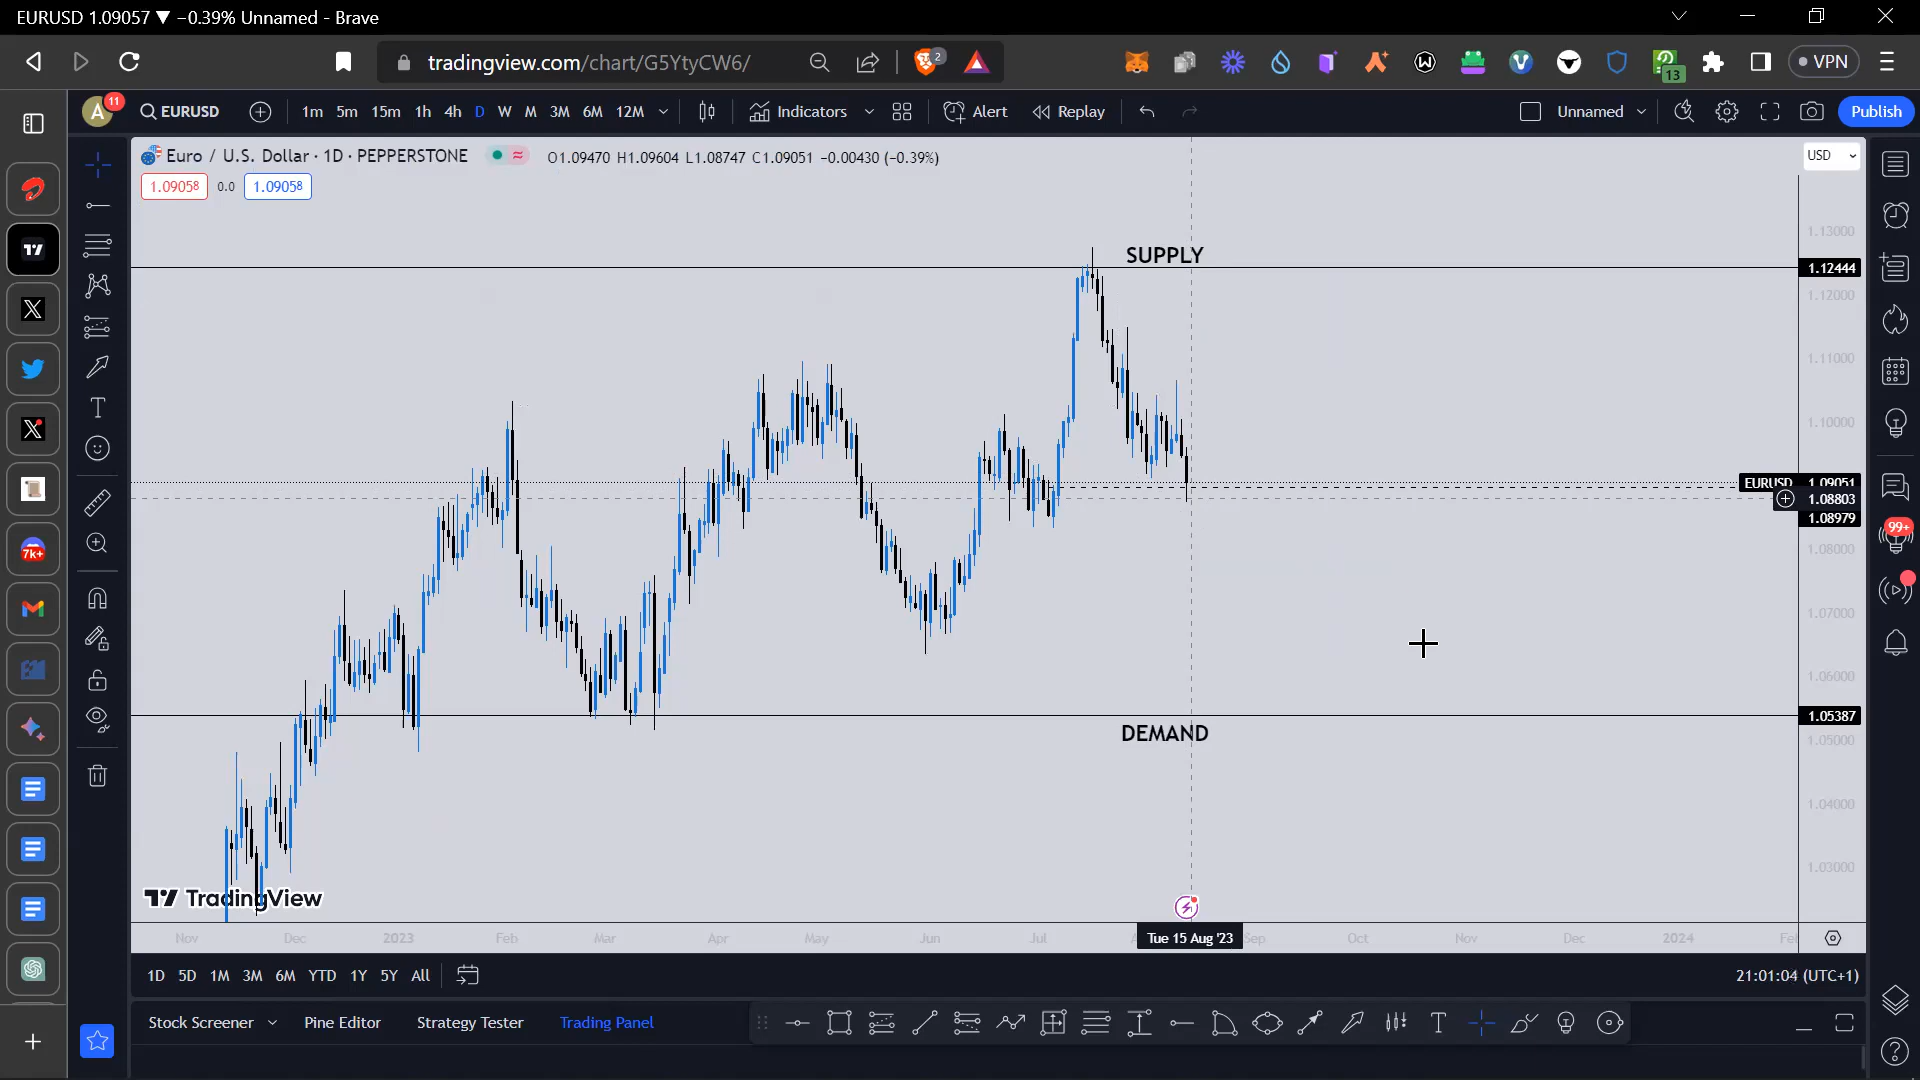 EURUSD 1.09057 ▼ −0.39% Unnamed - Brave
tradingview.com/chart/G5YtyCW6/
2
13
VPN
A
11
EURUSD
1m 5m 15m 1h 4h D W M 3M 6M 12M
Indicators
Alert
Replay
Unnamed
Publish
Euro / U.S. Dollar · 1D · PEPPERSTONE
O1.09470 H1.09604 L1.08747 C1.09051 −0.00430 (−0.39%)
USD
1.09058
0.0
1.09058
1.13000
SUPPLY
1.12444
1.12000
1.11000
1.10000
EURUSD 1.09051
1.08803
1.08979
99+
7k+
1.08000
1.07000
1.06000
1.05387
DEMAND
1.05000
1.04000
1.03000
TradingView
Nov Dec 2023 Feb Mar Apr May Jun Jul A Tue 15 Aug '23 Sep Oct Nov Dec 2024 Fel
1D 5D 1M 3M 6M YTD 1Y 5Y All
21:01:04 (UTC+1)
Stock Screener Pine Editor Strategy Tester Trading Panel